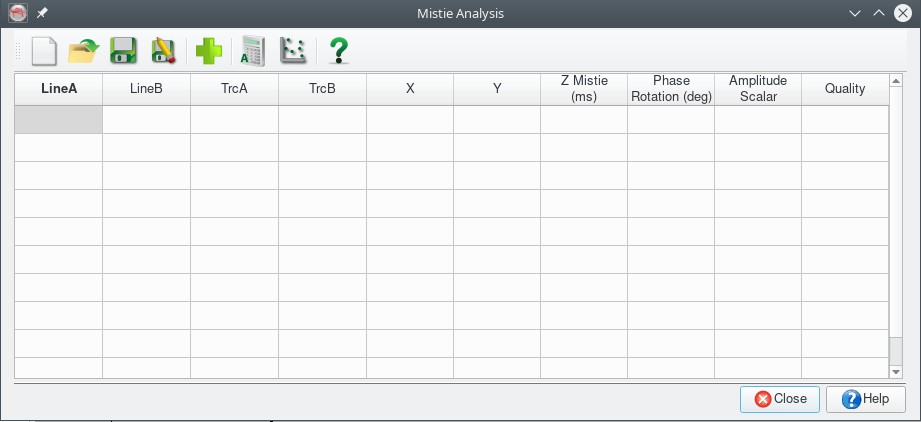 Mistie Analysis
A
LineA LineB TrcA TrcB X Y Z Mistie (ms) Phase Rotation (deg) Amplitude Scalar Quality
Close Help